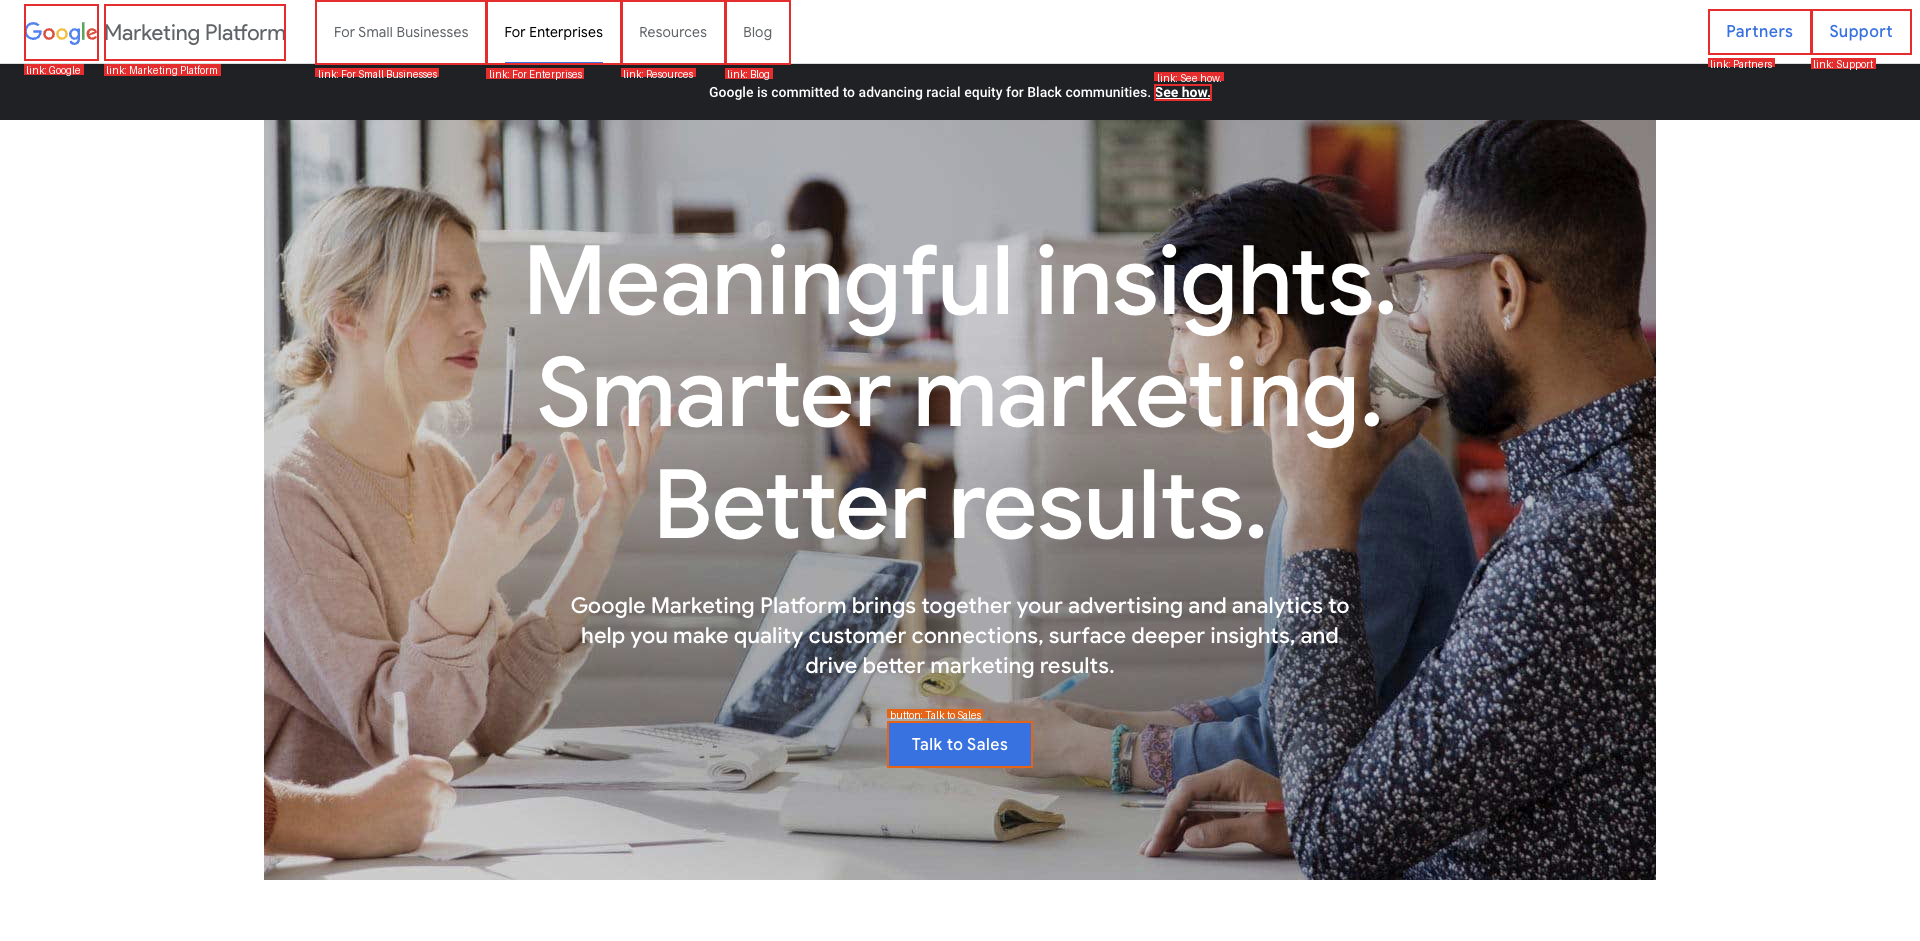 Google Marketing Platform
For Small Businesses
For Enterprises
Resources
Blog
Partners
Support
link: Google
link: Marketing Platform
link: For Small Businesses
link: For Enterprises
link: Resources
link: Blog
link: Partners
link: Support
link: See how.
Google is committed to advancing racial equity for Black communities. See how.
Meaningful insights.
Smarter marketing.
Better results.
Google Marketing Platform brings together your advertising and analytics to
help you make quality customer connections, surface deeper insights, and
drive better marketing results.
button: Talk to Sales
Talk to Sales